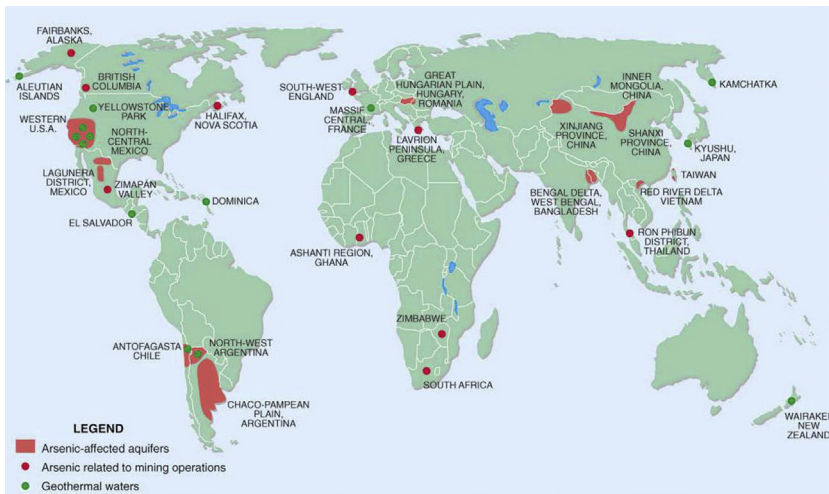 FAIRBANKS,
ALASKA
ALEUTIAN
ISLANDS
BRITISH
COLUMBIA
YELLOWSTONE
PARK
HALIFAX,
NOVA SCOTIA
WESTERN
U.S.A.
NORTH-
CENTRAL
MEXICO
LAGUNERA
DISTRICT,
MEXICO
ZIMAPÁN
VALLEY
EL SALVADOR
DOMINICA
ANTOFAGASTA
CHILE
NORTH-WEST
ARGENTINA
CHACO-PAMPEAN
PLAIN,
ARGENTINA
SOUTH-WEST
ENGLAND
MASSIF
CENTRAL,
FRANCE
GREAT
HUNGARIAN PLAIN,
HUNGARY,
ROMANIA
LAVRION
PENINSULA,
GREECE
ASHANTI REGION,
GHANA
ZIMBABWE
SOUTH AFRICA
INNER
MONGOLIA,
CHINA
XINJIANG
PROVINCE,
CHINA
SHANXI
PROVINCE,
CHINA
KAMCHATKA
KYUSHU,
JAPAN
TAIWAN
BENGAL DELTA,
WEST BENGAL,
BANGLADESH
RED RIVER DELTA
VIETNAM
RON PHIBUN
DISTRICT,
THAILAND
WAIRAKEI
NEW
ZEALAND
LEGEND
Arsenic-affected aquifers
Arsenic related to mining operations
Geothermal waters